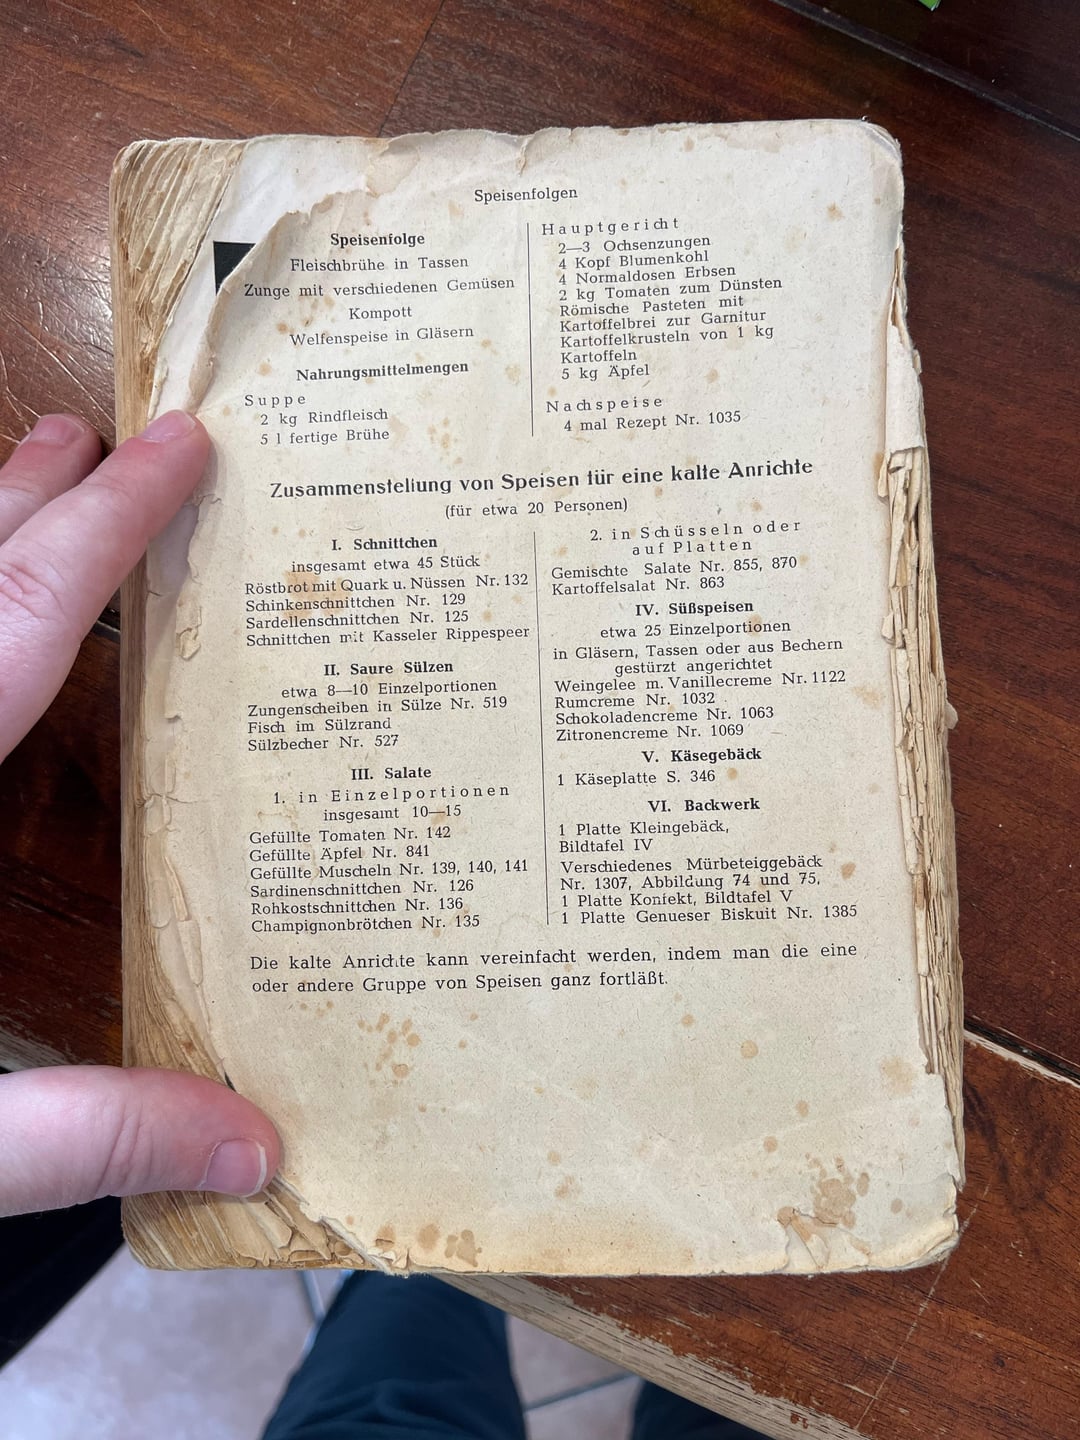 Speisenfolgen
Speisenfolge
Fleischbrühe in Tassen
Zunge mit verschiedenen Gemüsen
Kompott
Welfenspeise in Gläsern
Nahrungsmittelmengen
Suppe
2 kg Rindfleisch
5 l fertige Brühe
Hauptgericht
2—3 Ochsenzungen
4 Kopf Blumenkohl
4 Normaldosen Erbsen
2 kg Tomaten zum Dünsten
Römische Pasteten mit
Kartoffelbrei zur Garnitur
Kartoffelkrusteln von 1 kg
Kartoffeln
5 kg Äpfel
Nachspeise
4 mal Rezept Nr. 1035
Zusammenstellung von Speisen für eine kalte Anrichte
(für etwa 20 Personen)
I. Schnittchen
insgesamt etwa 45 Stück
Röstbrot mit Quark u. Nüssen Nr. 132
Schinkenschnittchen Nr. 129
Sardellenschnittchen Nr. 125
Schnittchen mit Kasseler Rippespeer
II. Saure Sülzen
etwa 8—10 Einzelportionen
Zungenscheiben in Sülze Nr. 519
Fisch im Sülzrand
Sülzbecher Nr. 527
III. Salate
1. in Einzelportionen
insgesamt 10—15
Gefüllte Tomaten Nr. 142
Gefüllte Äpfel Nr. 841
Gefüllte Muscheln Nr. 139, 140, 141
Sardinenschnittchen Nr. 126
Rohkostschnittchen Nr. 136
Champignonbrötchen Nr. 135
2. in Schüsseln oder
auf Platten
Gemischte Salate Nr. 855, 870
Kartoffelsalat Nr. 863
IV. Süßspeisen
etwa 25 Einzelportionen
in Gläsern, Tassen oder aus Bechern
gestürzt angerichtet
Weingelee m. Vanillecreme Nr. 1122
Rumcreme Nr. 1032
Schokoladencreme Nr. 1063
Zitronencreme Nr. 1069
V. Käsegebäck
1 Käseplatte S. 346
VI. Backwerk
1 Platte Kleingebäck,
Bildtafel IV
Verschiedenes Mürbeteiggebäck
Nr. 1307, Abbildung 74 und 75,
1 Platte Konfekt, Bildtafel V
1 Platte Genueser Biskuit Nr. 1385
Die kalte Anrichte kann vereinfacht werden, indem man die eine
oder andere Gruppe von Speisen ganz fortläßt.